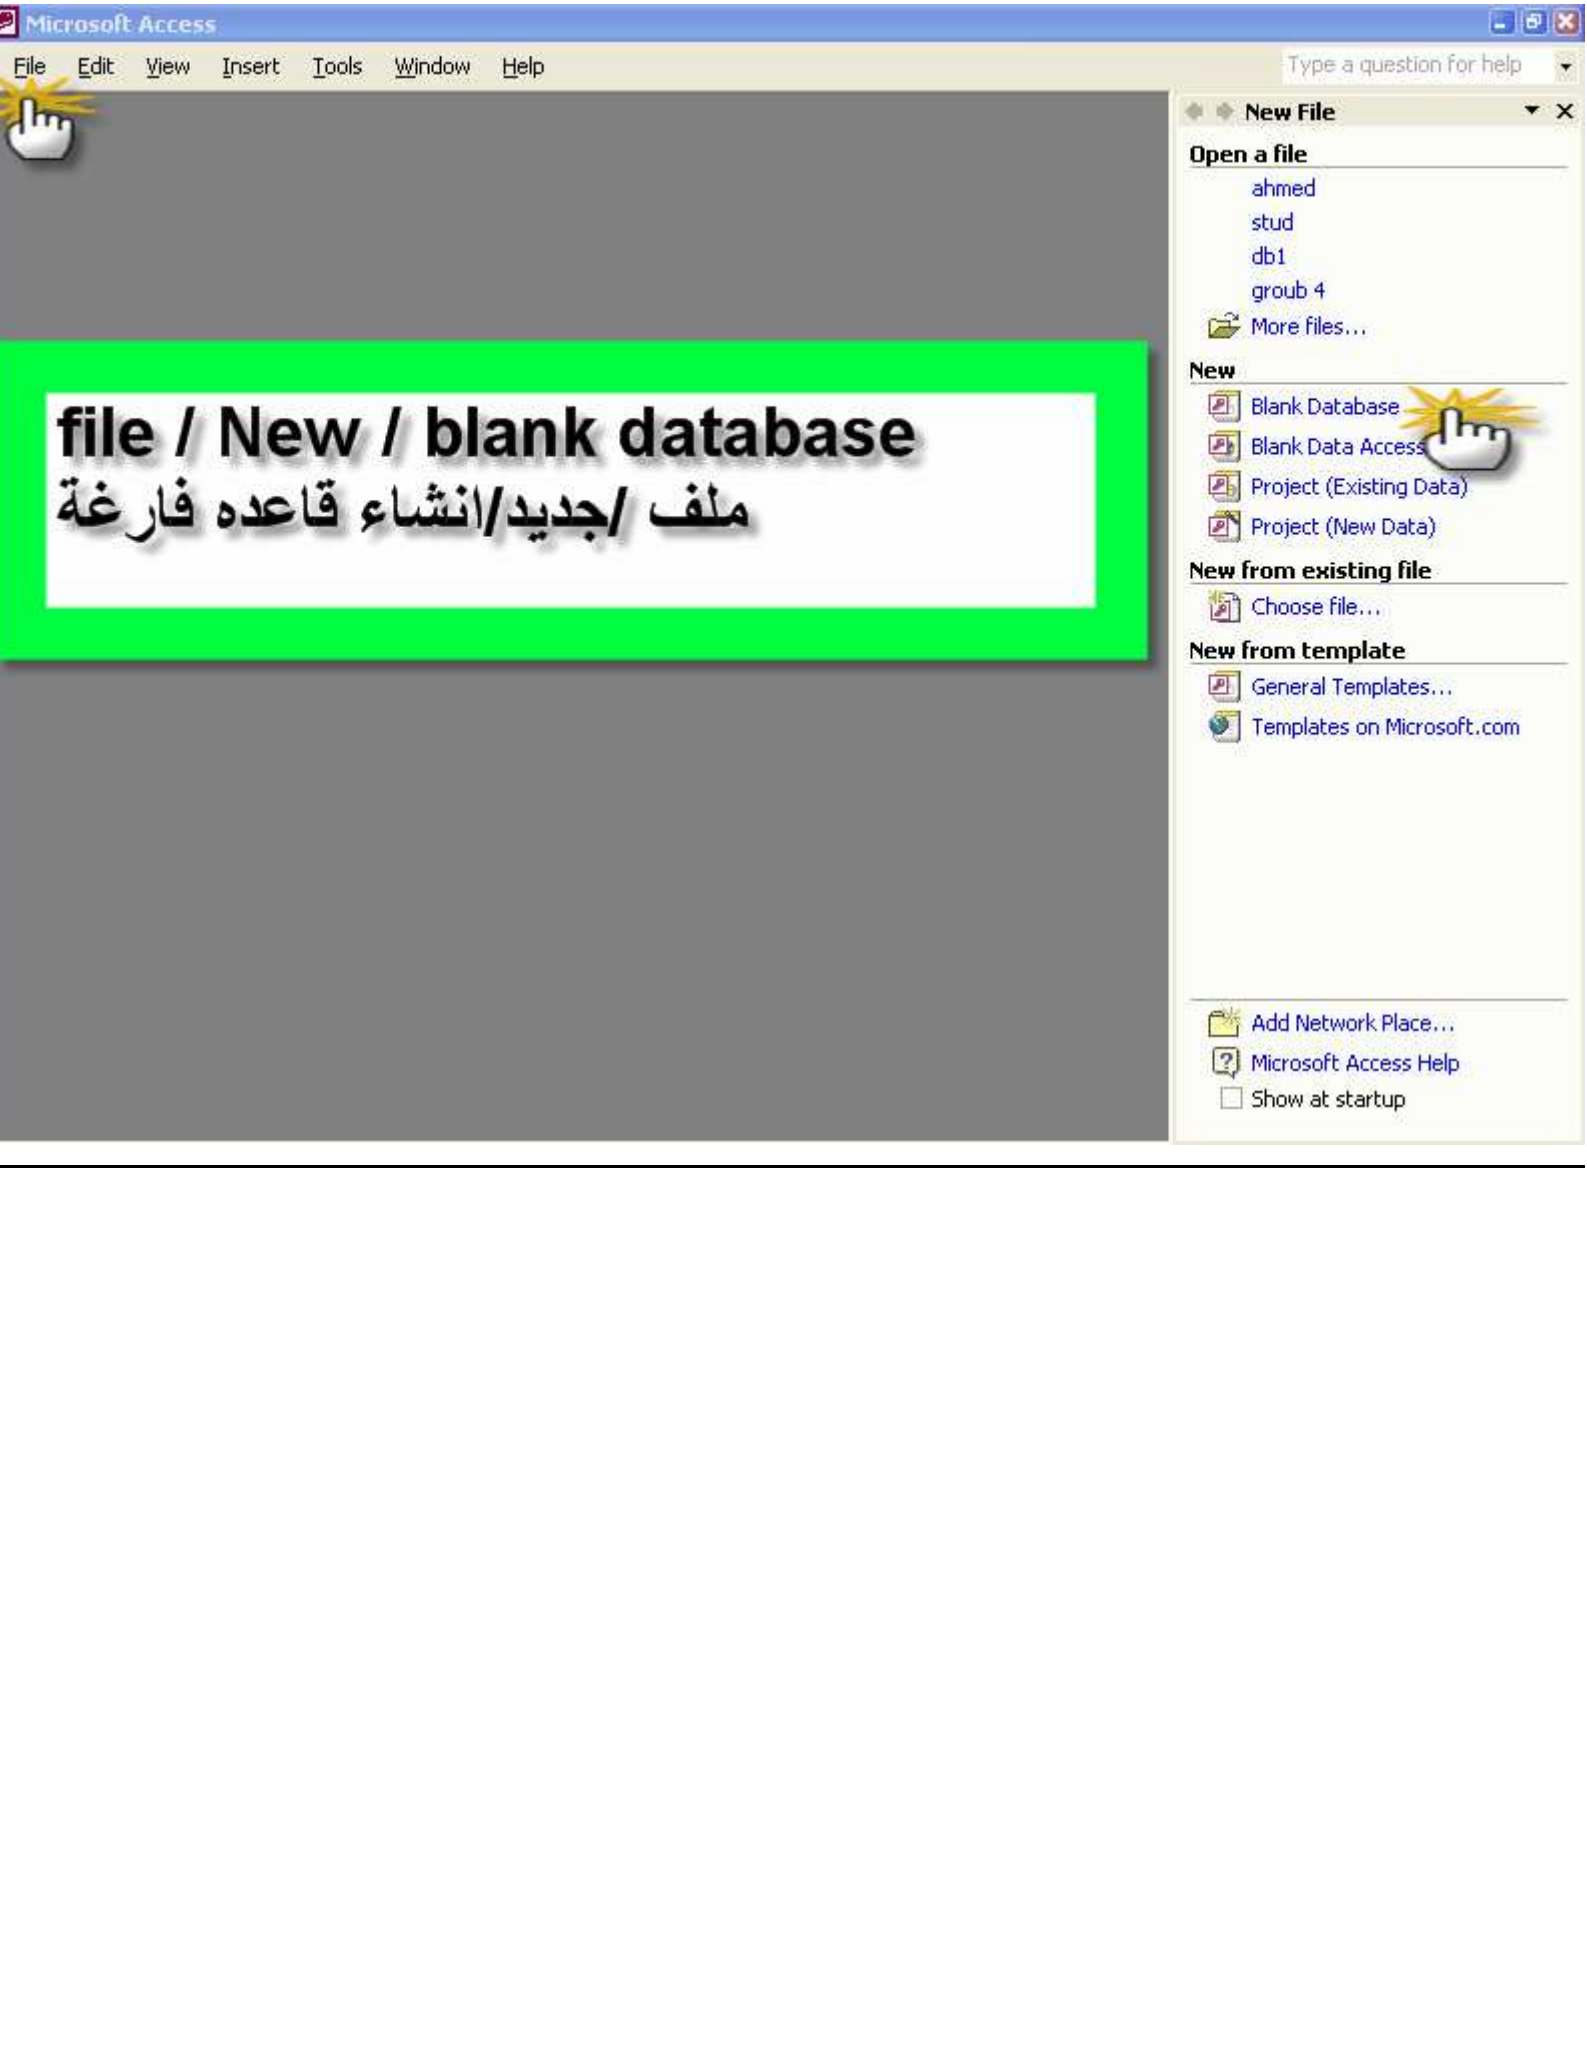 Microsoft Access
File Edit View Insert Tools Window Help
Type a question for help
New File
Open a file
ahmed
stud
db1
groub 4
More files...
New
Blank Database
Blank Data Access
Project (Existing Data)
Project (New Data)
New from existing file
Choose file...
New from template
General Templates...
Templates on Microsoft.com
Add Network Place...
Microsoft Access Help
Show at startup
file / New / blank database
ملف /جديد/انشاء قاعده فارغة